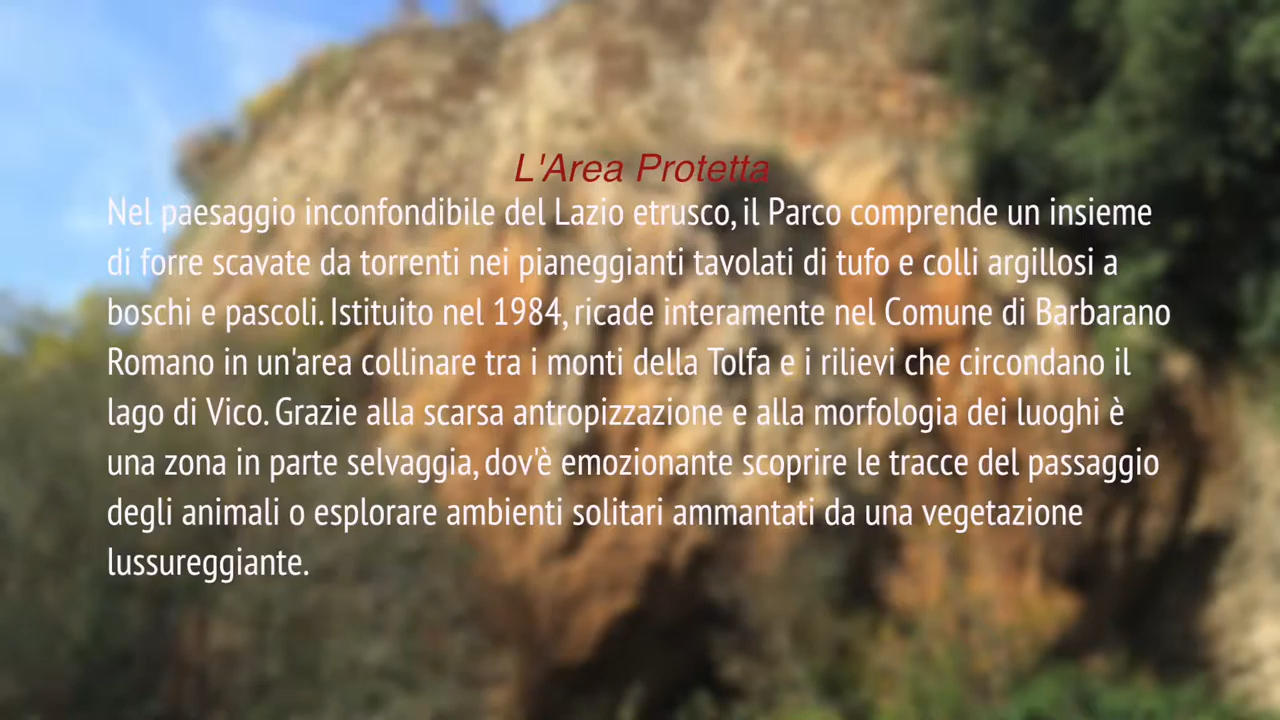 L'Area Protetta
Nel paesaggio inconfondibile del Lazio etrusco, il Parco comprende un insieme
di forre scavate da torrenti nei pianeggianti tavolati di tufo e colli argillosi a
boschi e pascoli. Istituito nel 1984, ricade interamente nel Comune di Barbarano
Romano in un'area collinare tra i monti della Tolfa e i rilievi che circondano il
lago di Vico. Grazie alla scarsa antropizzazione e alla morfologia dei luoghi è
una zona in parte selvaggia, dov'è emozionante scoprire le tracce del passaggio
degli animali o esplorare ambienti solitari ammantati da una vegetazione
lussureggiante.